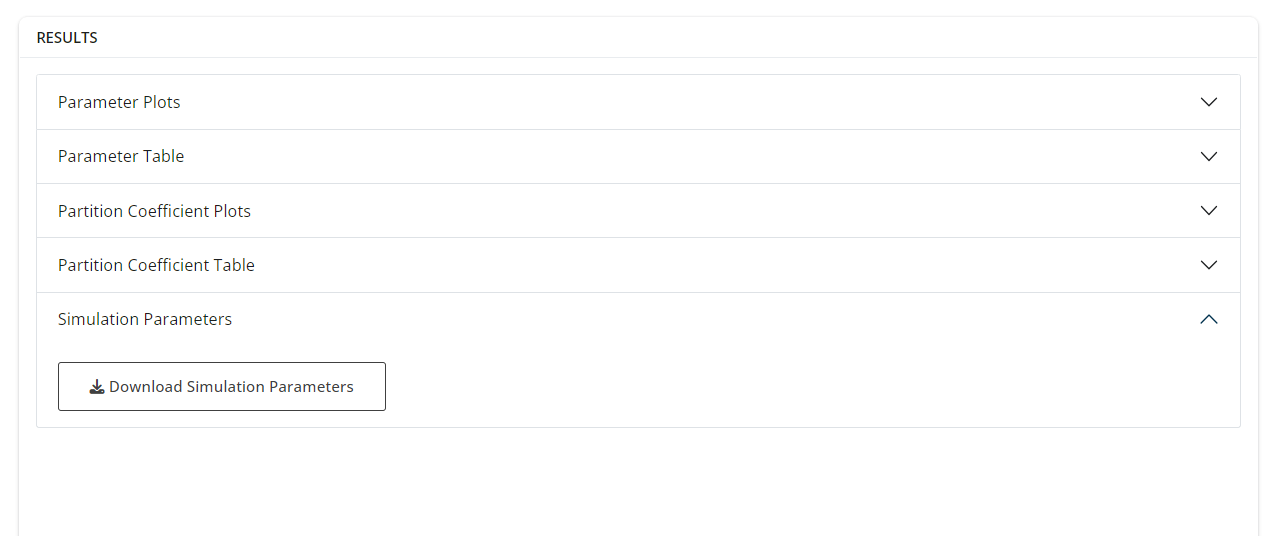 RESULTS
Parameter Plots
Parameter Table
Partition Coefficient Plots
Partition Coefficient Table
Simulation Parameters
Download Simulation Parameters